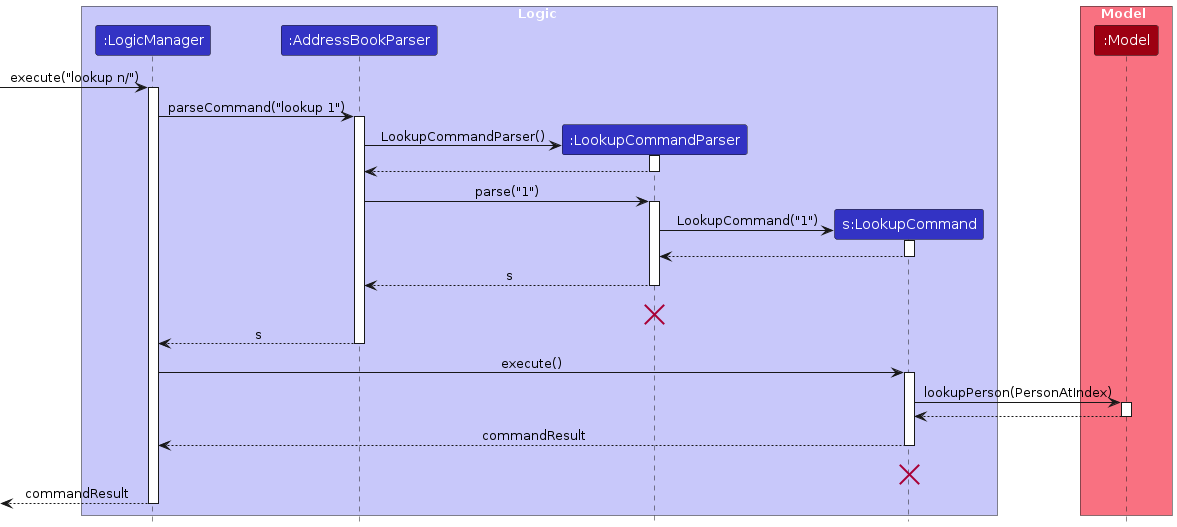 Logic
Model
:LogicManager
:AddressBookParser
:Model
execute("lookup n/")
parseCommand("lookup 1")
LookupCommandParser()
:LookupCommandParser
parse("1")
LookupCommand("1")
s:LookupCommand
s
s
execute()
lookupPerson(PersonAtIndex)
commandResult
commandResult